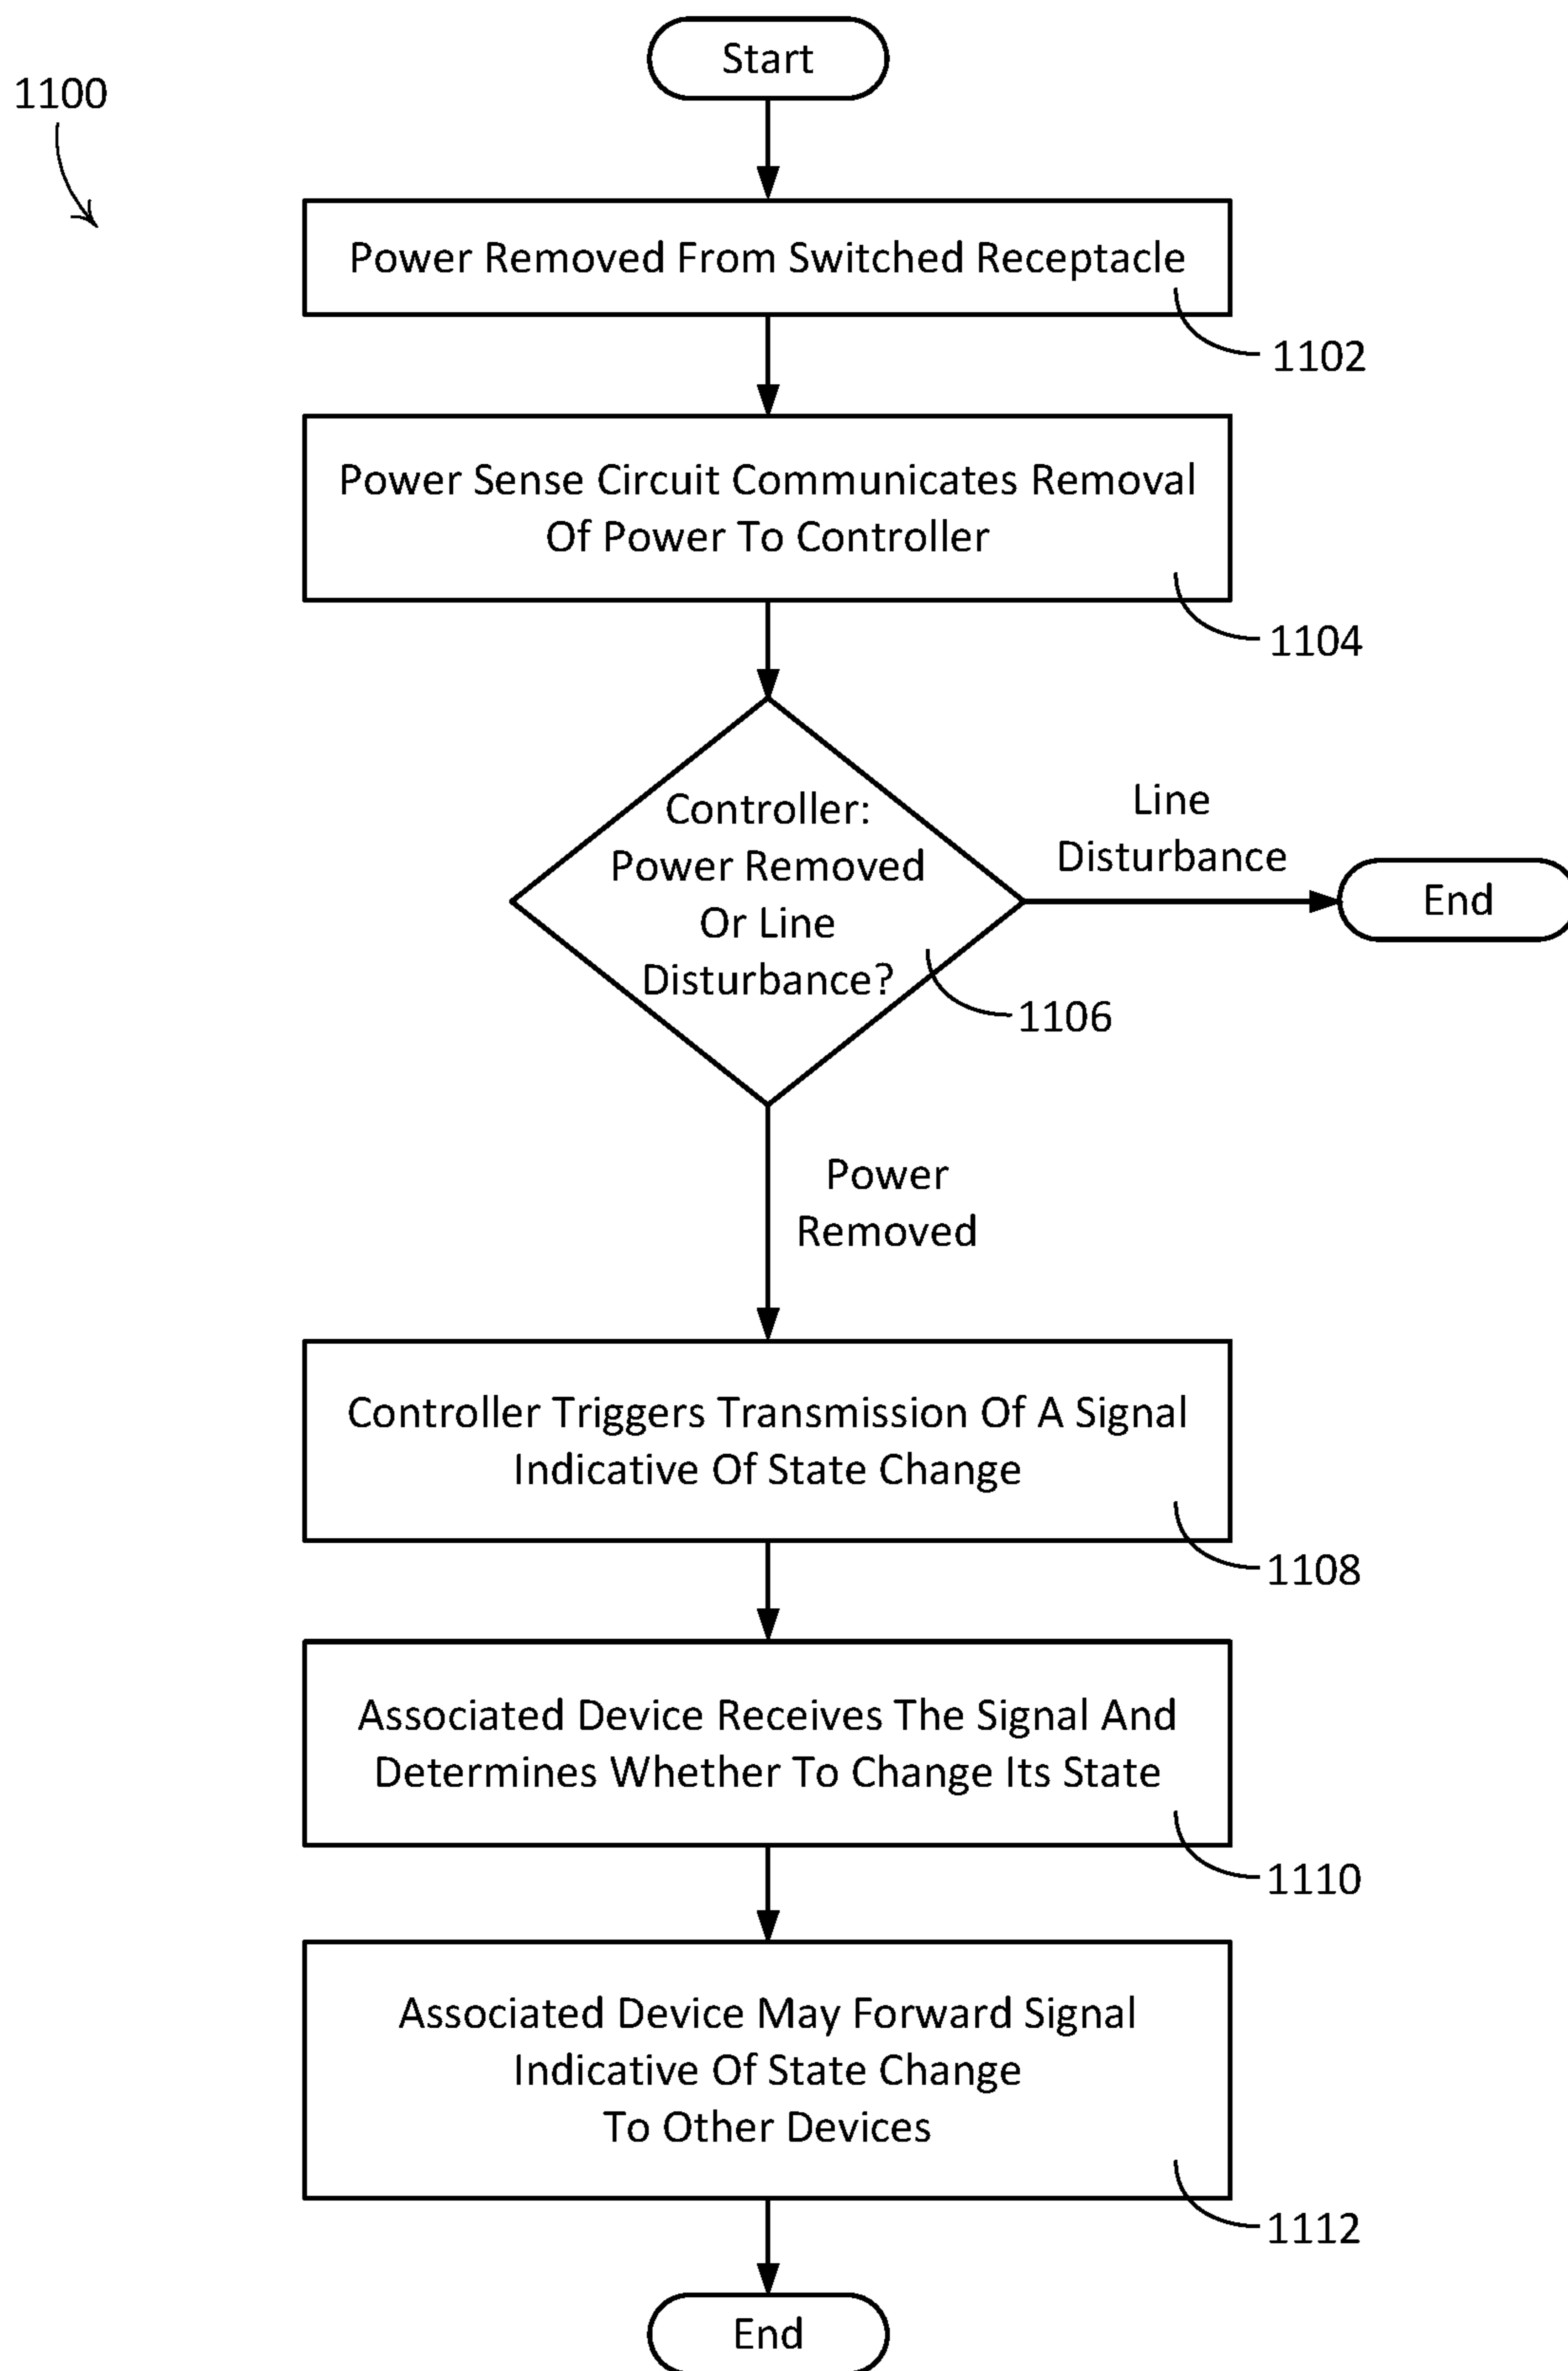 Start
1100
Power Removed From Switched Receptacle
1102
Power Sense Circuit Communicates Removal
Of Power To Controller
1104
Controller:
Power Removed
Or Line
Disturbance?
1106
Line
Disturbance
End
Power
Removed
Controller Triggers Transmission Of A Signal
Indicative Of State Change
1108
Associated Device Receives The Signal And
Determines Whether To Change Its State
1110
Associated Device May Forward Signal
Indicative Of State Change
To Other Devices
1112
End